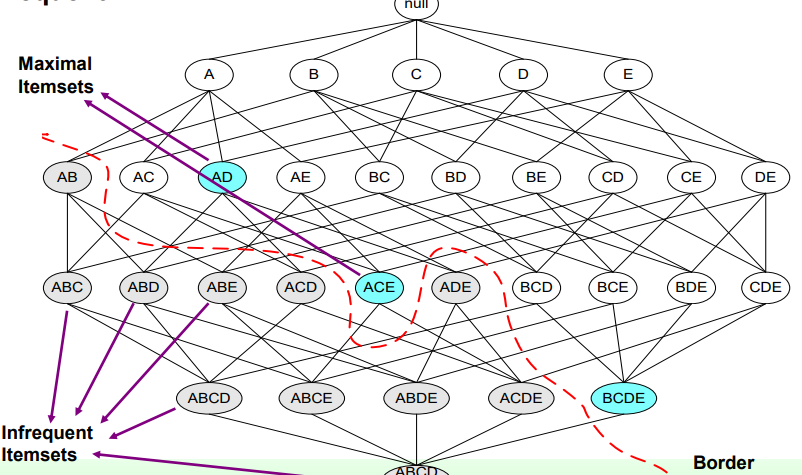 null
Maximal
Itemsets
A B C D E
AB AC AD AE BC BD BE CD CE DE
ABC ABD ABE ACD ACE ADE BCD BCE BDE CDE
ABCD ABCE ABDE ACDE BCDE
Infrequent
Itemsets
Border
ABCD